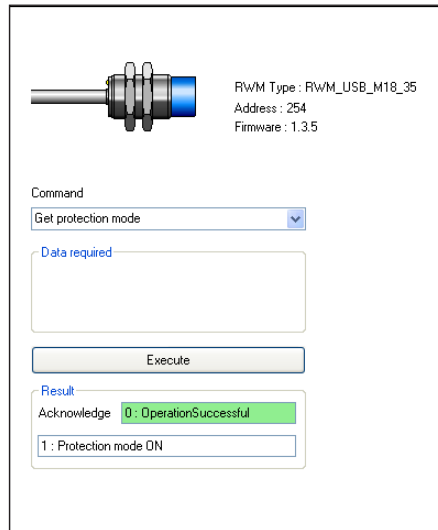 RWM Type : RWM_USB_M18_35
Address : 254
Firmware : 1.3.5
Command
Get protection mode
Data required
Execute
Result
Acknowledge 0 : OperationSuccessful
1 : Protection mode ON